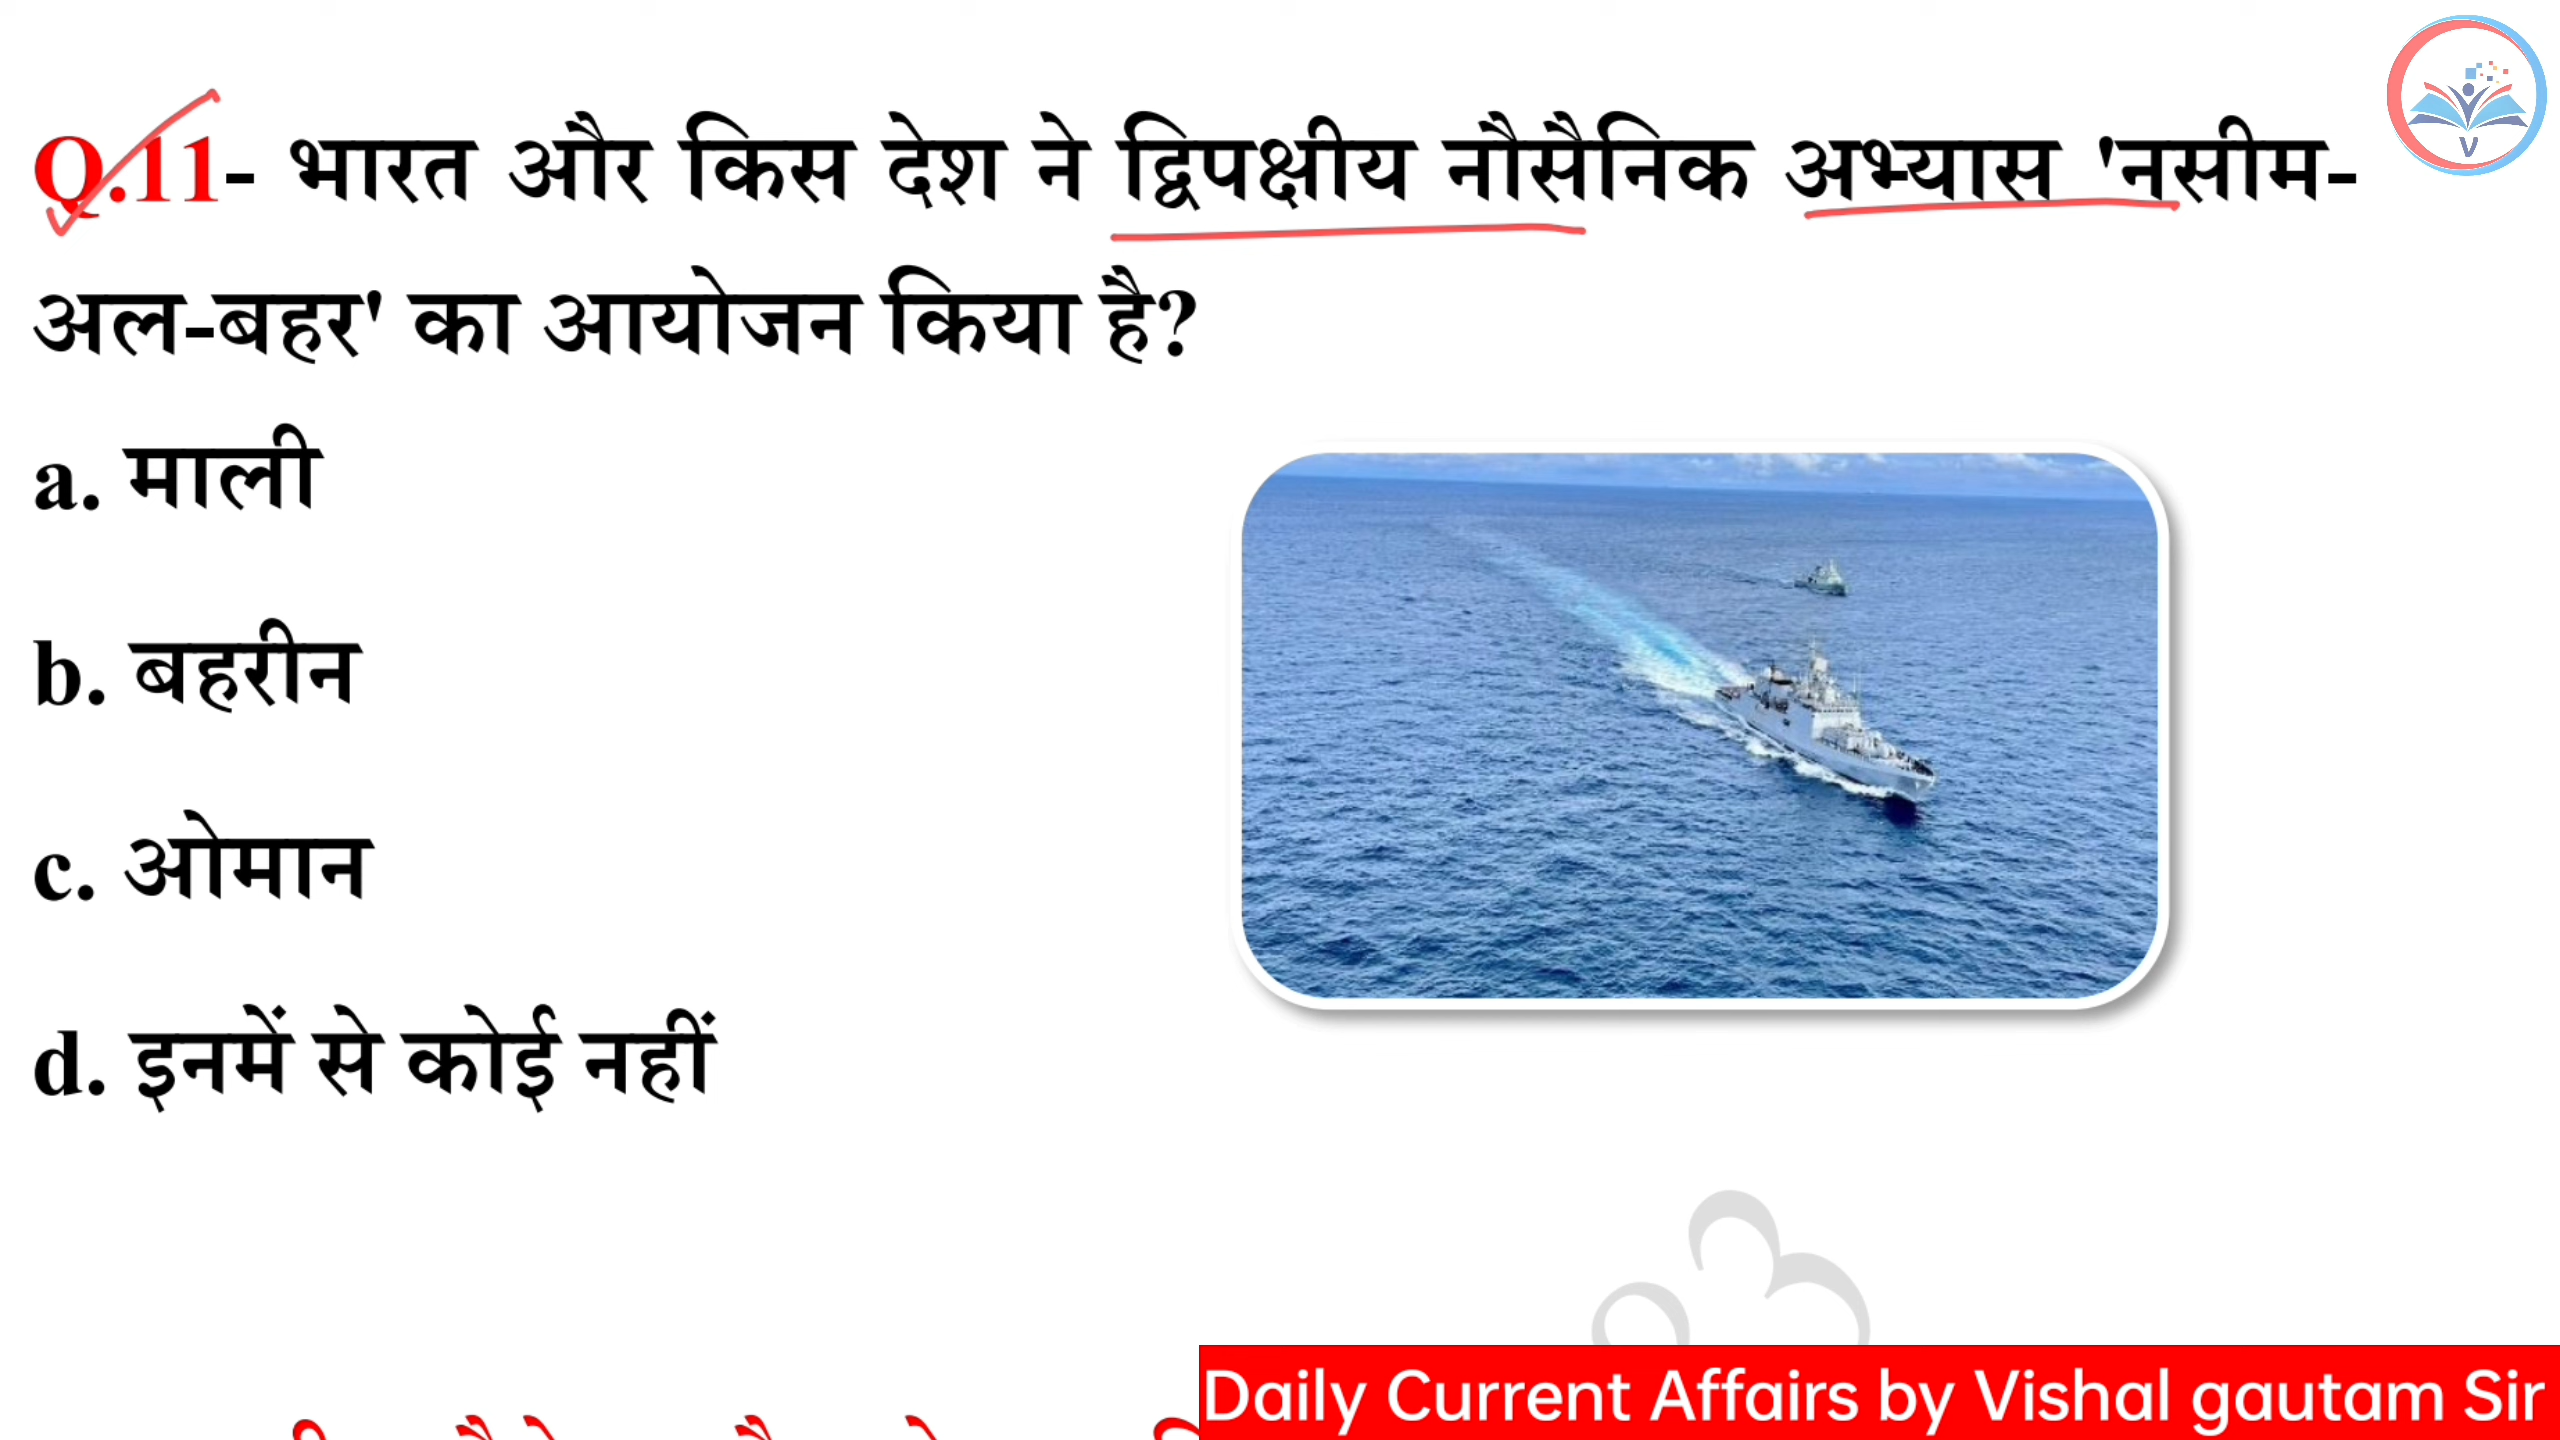 Q.11- भारत और किस देश ने द्विपक्षीय नौसैनिक अभ्यास 'नसीम-
अल-बहर' का आयोजन किया है?
a. माली
b. बहरीन
c. ओमान
d. इनमें से कोई नहीं
Daily Current Affairs by Vishal gautam Sir